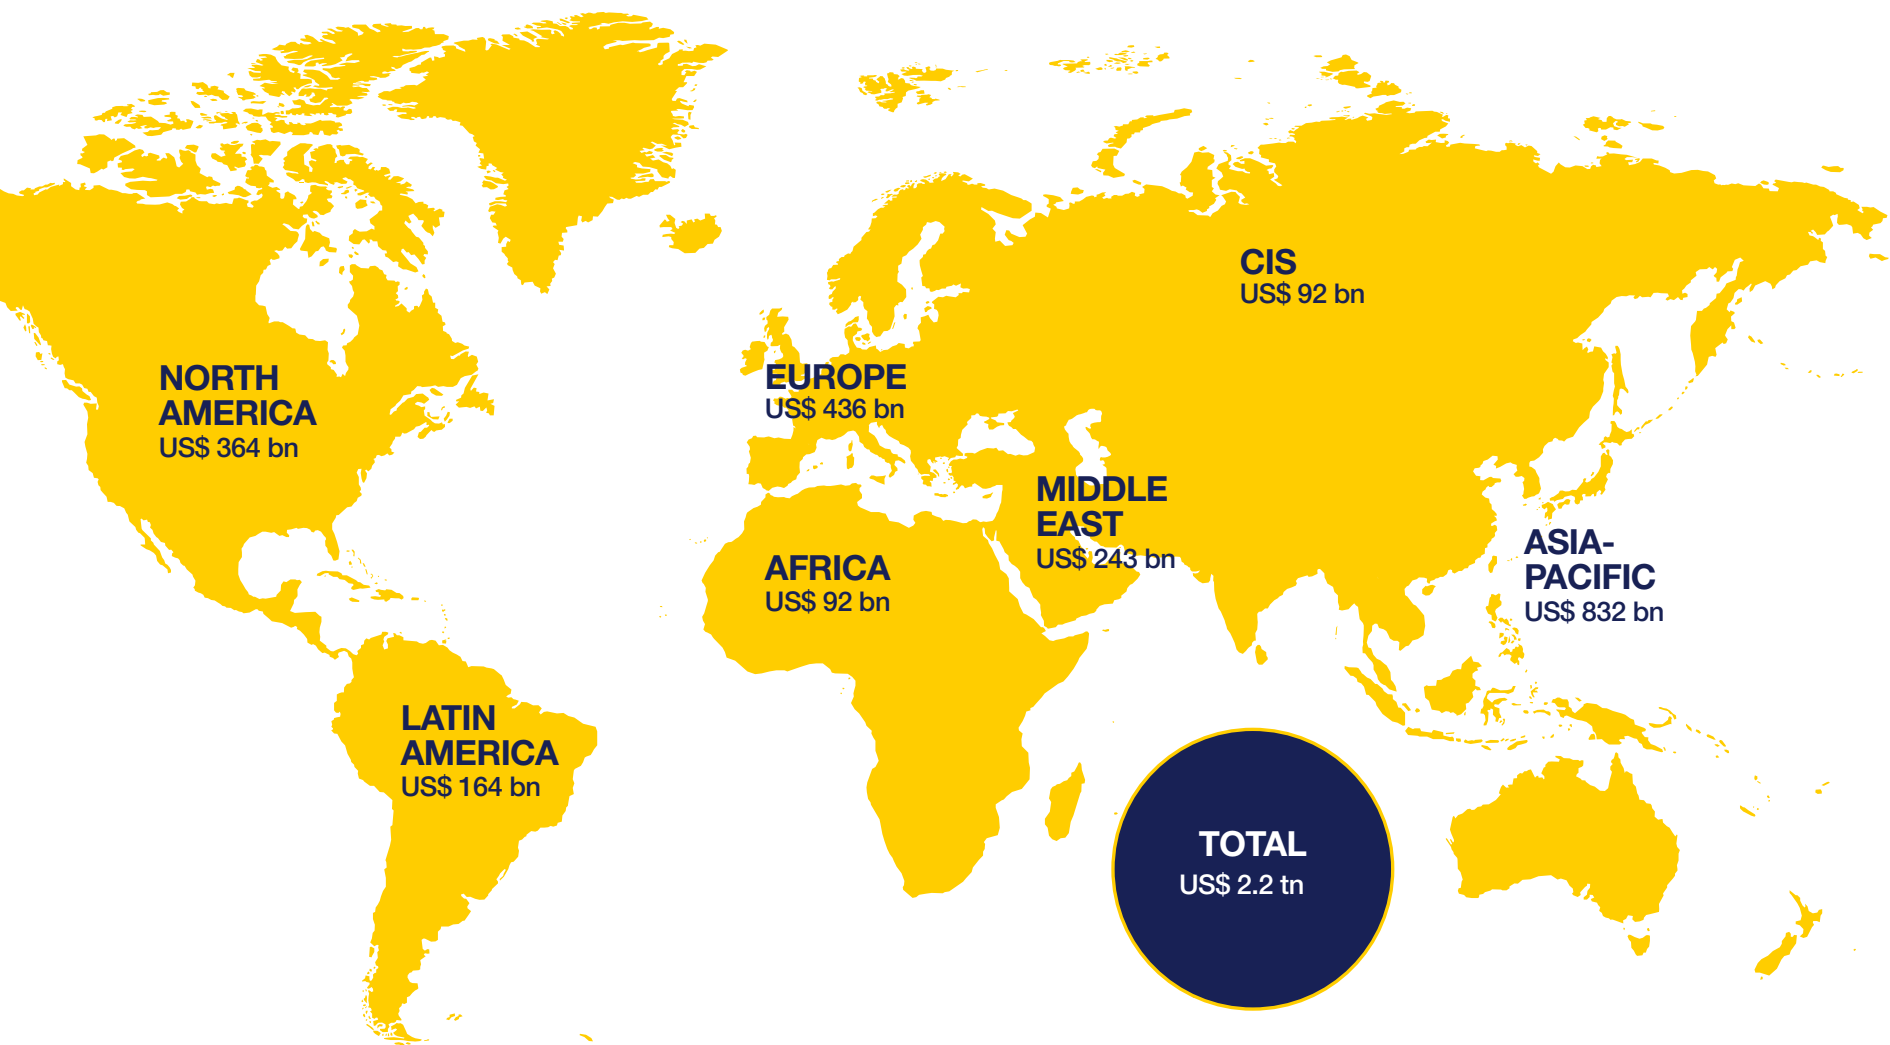 CIS
US$ 92 bn
NORTH
AMERICA
US$ 364 bn
EUROPE
US$ 436 bn
MIDDLE
EAST
US$ 243 bn
ASIA-
PACIFIC
US$ 832 bn
AFRICA
US$ 92 bn
LATIN
AMERICA
US$ 164 bn
TOTAL
US$ 2.2 tn